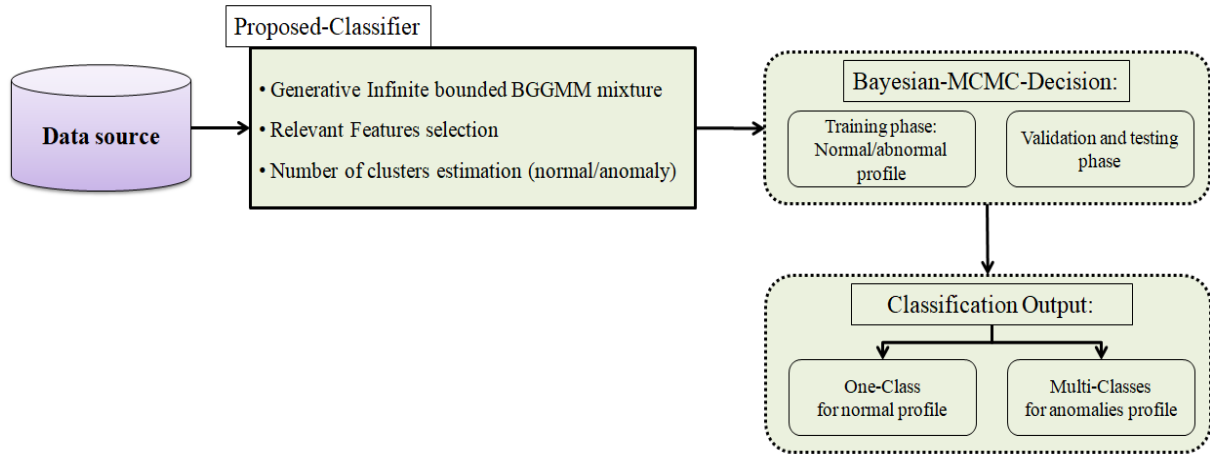 Proposed-Classifier
Data source
• Generative Infinite bounded BGGMM mixture
• Relevant Features selection
• Number of clusters estimation (normal/anomaly)
Bayesian-MCMC-Decision:
Training phase:
Normal/abnormal
profile
Validation and testing
phase
Classification Output:
One-Class
for normal profile
Multi-Classes
for anomalies profile